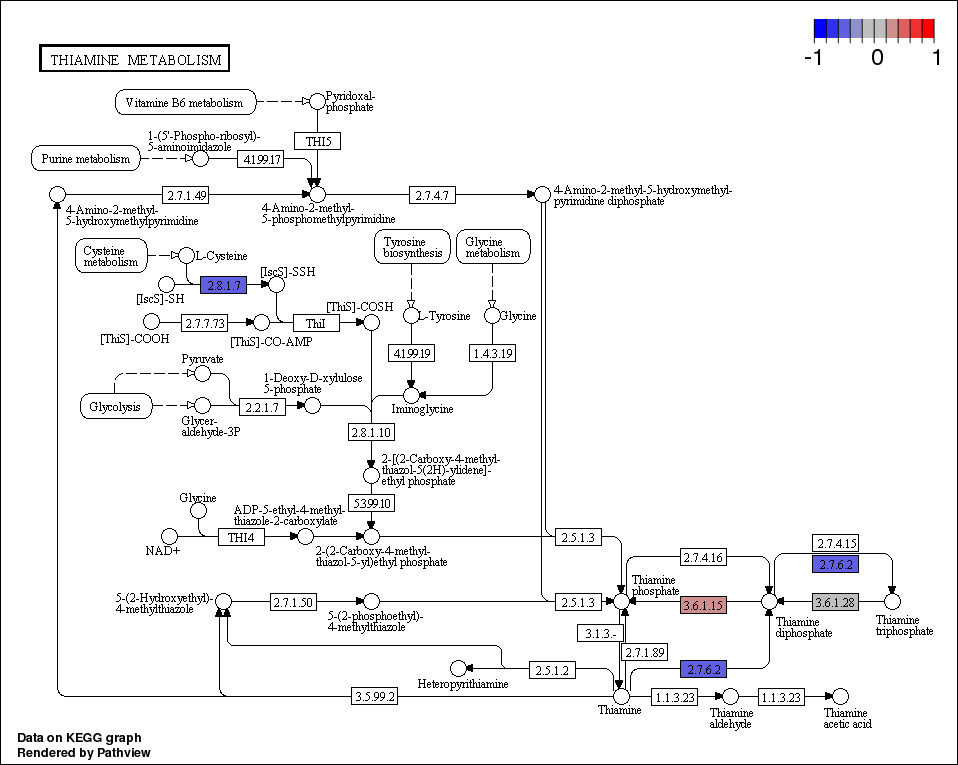 -1 0 1
THIAMINE METABOLISM
Vitamine B6 metabolism
Pyridoxal-
phosphate
1-(5'-Phospho-ribosyl)-
5-aminoimidazole
THI5
Purine metabolism
4.1.99.17
2.7.1.49
2.7.4.7
4-Amino-2-methyl-5-hydroxymethyl-
pyrimidine diphosphate
4-Amino-2-methyl-
5-hydroxymethylpyrimidine
4-Amino-2-methyl-
5-phosphomethylpyrimidine
Cysteine
metabolism
L-Cysteine
Tyrosine
biosynthesis
Glycine
metabolism
[IscS]-SSH
2.8.1.7
[IscS]-SH
[ThiS]-COSH
2.7.7.73
ThiI
L-Tyrosine
Glycine
[ThiS]-COOH
[ThiS]-CO-AMP
4.1.99.19
1.4.3.19
Pyruvate
1-Deoxy-D-xylulose
5-phosphate
Glycolysis
2.2.1.7
Iminoglycine
Glycer-
aldehyde-3P
2.8.1.10
2-[(2-Carboxy-4-methyl-
thiazol-5(2H)-ylidene]-
ethyl phosphate
Glycine
5.3.99.10
ADP-5-ethyl-4-methyl-
thiazole-2-carboxylate
THI4
2.5.1.3
NAD+
2-(2-Carboxy-4-methyl-
thiazol-5-yl)ethyl phosphate
2.7.4.15
2.7.4.16
2.7.6.2
Thiamine
phosphate
5-(2-Hydroxyethyl)-
4-methylthiazole
2.7.1.50
2.5.1.3
3.6.1.15
3.6.1.28
5-(2-phosphoethyl)-
4-methylthiazole
Thiamine
diphosphate
Thiamine
triphosphate
3.1.3.-
2.7.1.89
2.5.1.2
2.7.6.2
Heteropyrithiamine
3.5.99.2
1.1.3.23
1.1.3.23
Thiamine
Thiamine
aldehyde
Thiamine
acetic acid
Data on KEGG graph
Rendered by Pathview